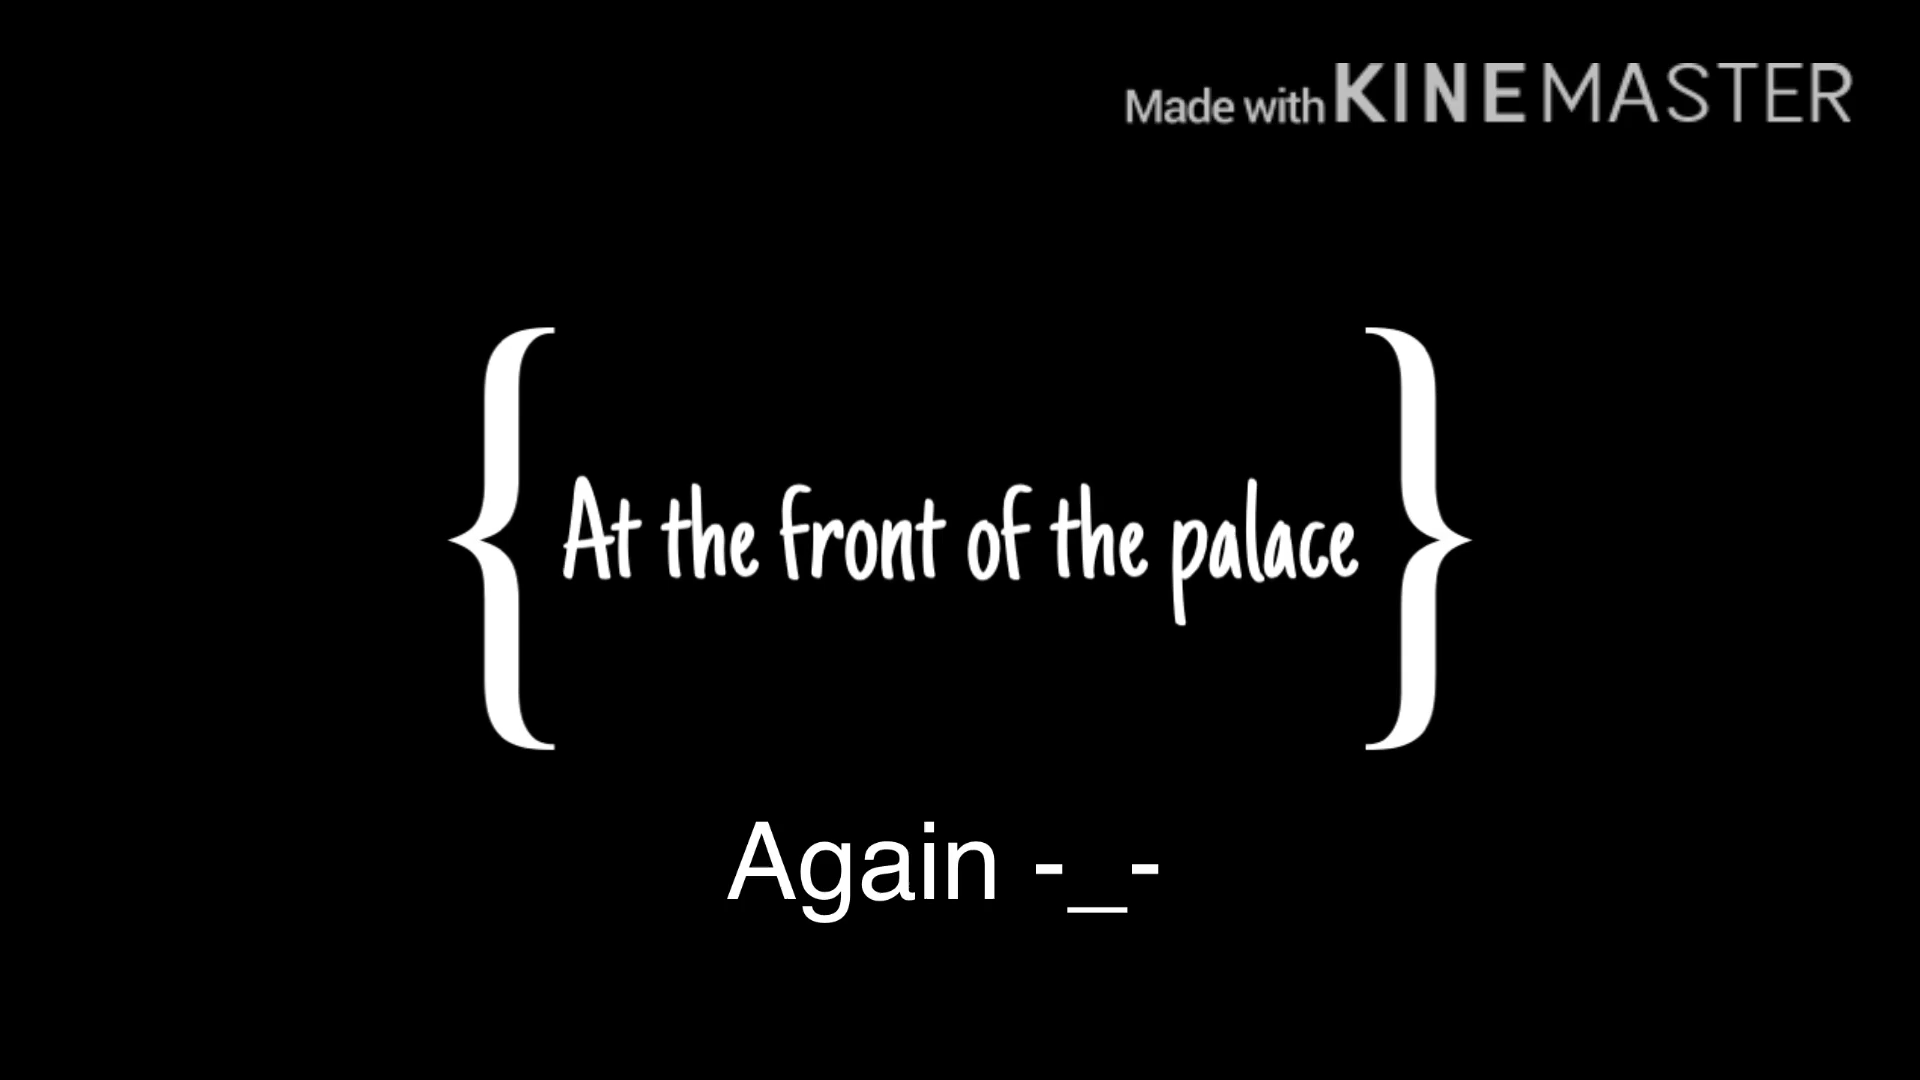 Made with KINEMASTER
{At the front of the palace}
Again -_-